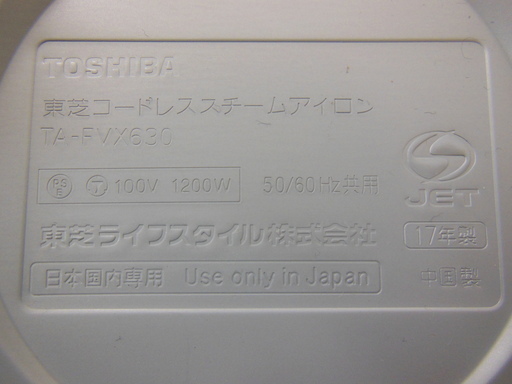 TOSHIBA
東芝コードレススチームアイロン
TA-FVX630
PSE 〒 100V 1200W 50/60Hz共用
JET
東芝ライフスタイル株式会社 17年製
日本国内専用 Use only in Japan 中国製